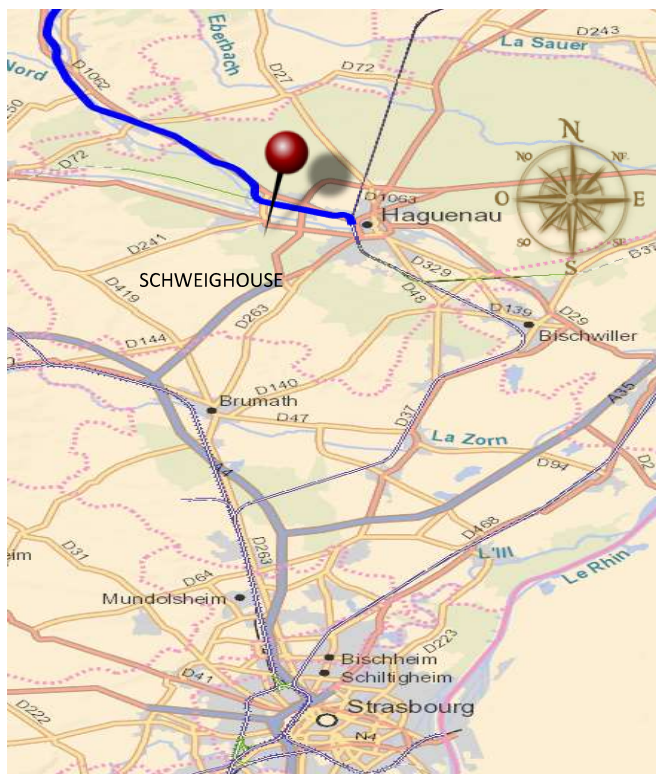 D243
La Sauer
Eberbach
D72
D27
Nord
D1062
N
NO
NE
D72
D1063
O
E
Haguenau
SO
SE
S
D241
D329
SCHWEIGHOUSE
D419
D263
D48
D139
D29
Bischwiller
D144
D140
A35
Brumath
D47
D37
La Zorn
D94
D2
A4
D468
D31
D263
L'Ill
heim
D64
Le Rhin
Mundolsheim
D223
Bischheim
D41
Schiltigheim
D222
Strasbourg
N4